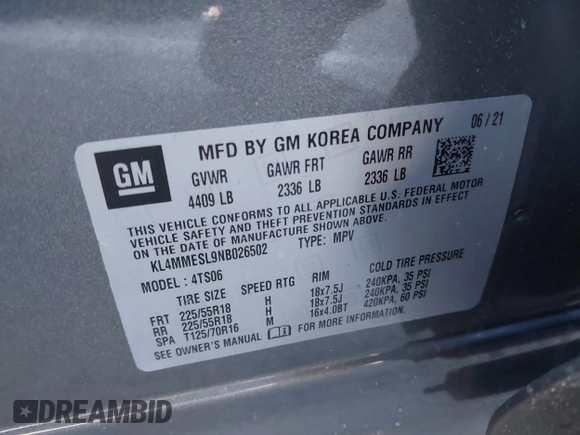 GM
MFD BY GM KOREA COMPANY
06 / 21
GVWR GAWR FRT GAWR RR
4409 LB 2336 LB 2336 LB
THIS VEHICLE CONFORMS TO ALL APPLICABLE U.S. FEDERAL MOTOR
VEHICLE SAFETY AND THEFT PREVENTION STANDARDS IN EFFECT
ON THE DATE OF MANUFACTURE SHOWN ABOVE.
KL4MMESL9NB026502 TYPE: MPV
MODEL : 4TS06
TIRE SIZE SPEED RTG RIM COLD TIRE PRESSURE
FRT 225/55R18 H 18x7.5J 240KPA, 35 PSI
RR 225/55R18 H 18x7.5J 240KPA, 35 PSI
SPA T125/70R16 M 16x4.0BT 420KPA, 60 PSI
SEE OWNER'S MANUAL FOR MORE INFORMATION.
DREAMBID